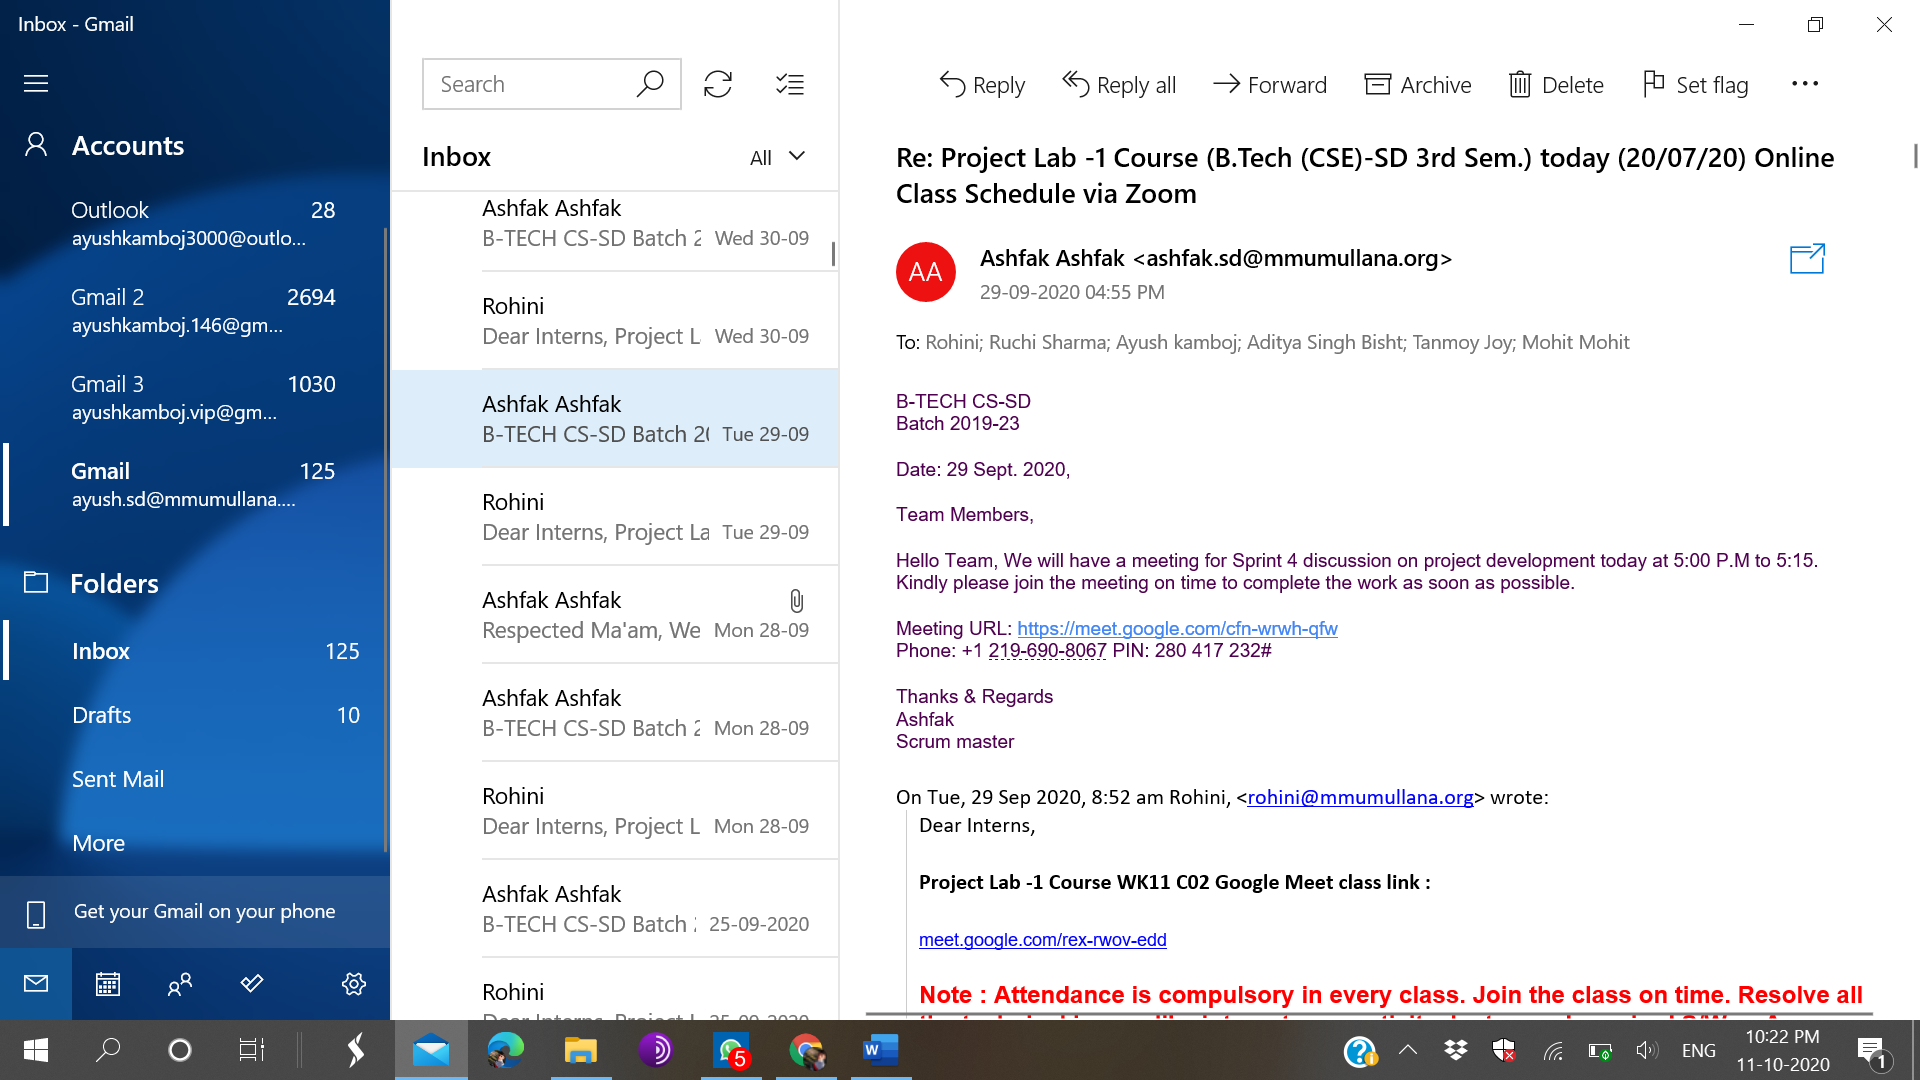 Inbox - Gmail
Accounts
Outlook 28
ayushkamboj3000@outlo...
Gmail 2 2694
ayushkamboj.146@gm...
Gmail 3 1030
ayushkamboj.vip@gm...
Gmail 125
ayush.sd@mmumullana....
Folders
Inbox 125
Drafts 10
Sent Mail
More
Get your Gmail on your phone
Search
Inbox All
Ashfak Ashfak
B-TECH CS-SD Batch 2 Wed 30-09
Rohini
Dear Interns, Project L Wed 30-09
Ashfak Ashfak
B-TECH CS-SD Batch 20 Tue 29-09
Rohini
Dear Interns, Project La Tue 29-09
Ashfak Ashfak
Respected Ma'am, We Mon 28-09
Ashfak Ashfak
B-TECH CS-SD Batch 2 Mon 28-09
Rohini
Dear Interns, Project L Mon 28-09
Ashfak Ashfak
B-TECH CS-SD Batch 25-09-2020
Rohini
Dear Interns, Project L 25-09-2020
Reply Reply all Forward Archive Delete Set flag
Re: Project Lab -1 Course (B.Tech (CSE)-SD 3rd Sem.) today (20/07/20) Online
Class Schedule via Zoom
AA
Ashfak Ashfak <ashfak.sd@mmumullana.org>
29-09-2020 04:55 PM
To: Rohini; Ruchi Sharma; Ayush kamboj; Aditya Singh Bisht; Tanmoy Joy; Mohit Mohit
B-TECH CS-SD
Batch 2019-23
Date: 29 Sept. 2020,
Team Members,
Hello Team, We will have a meeting for Sprint 4 discussion on project development today at 5:00 P.M to 5:15.
Kindly please join the meeting on time to complete the work as soon as possible.
Meeting URL: https://meet.google.com/cfn-wrwh-qfw
Phone: +1 219-690-8067 PIN: 280 417 232#
Thanks & Regards
Ashfak
Scrum master
On Tue, 29 Sep 2020, 8:52 am Rohini, <rohini@mmumullana.org> wrote:
Dear Interns,
Project Lab -1 Course WK11 C02 Google Meet class link :
meet.google.com/rex-rwov-edd
Note : Attendance is compulsory in every class. Join the class on time. Resolve all
5
W
ENG
10:22 PM
11-10-2020
1